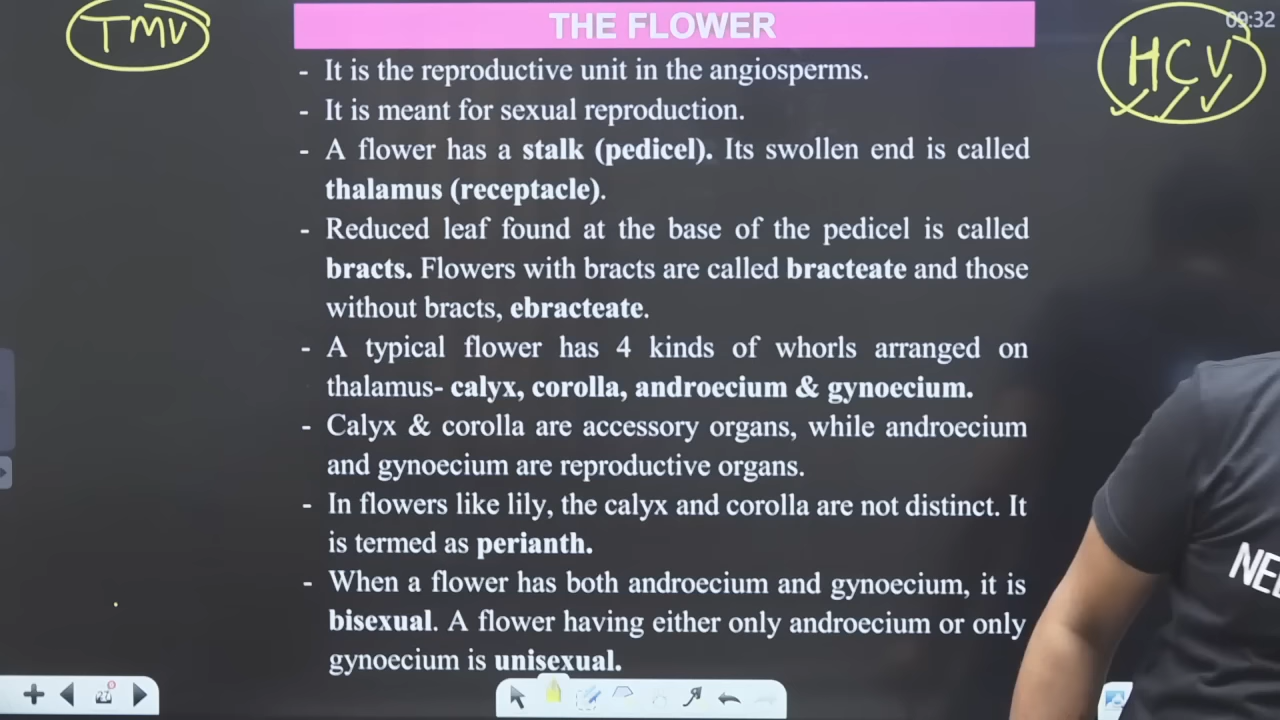 TMV
THE FLOWER
HCV
09:32
- It is the reproductive unit in the angiosperms.
- It is meant for sexual reproduction.
- A flower has a stalk (pedicel). Its swollen end is called
thalamus (receptacle).
- Reduced leaf found at the base of the pedicel is called
bracts. Flowers with bracts are called bracteate and those
without bracts, ebracteate.
- A typical flower has 4 kinds of whorls arranged on
thalamus- calyx, corolla, androecium & gynoecium.
- Calyx & corolla are accessory organs, while androecium
and gynoecium are reproductive organs.
- In flowers like lily, the calyx and corolla are not distinct. It
is termed as perianth.
- When a flower has both androecium and gynoecium, it is
bisexual. A flower having either only androecium or only
gynoecium is unisexual.